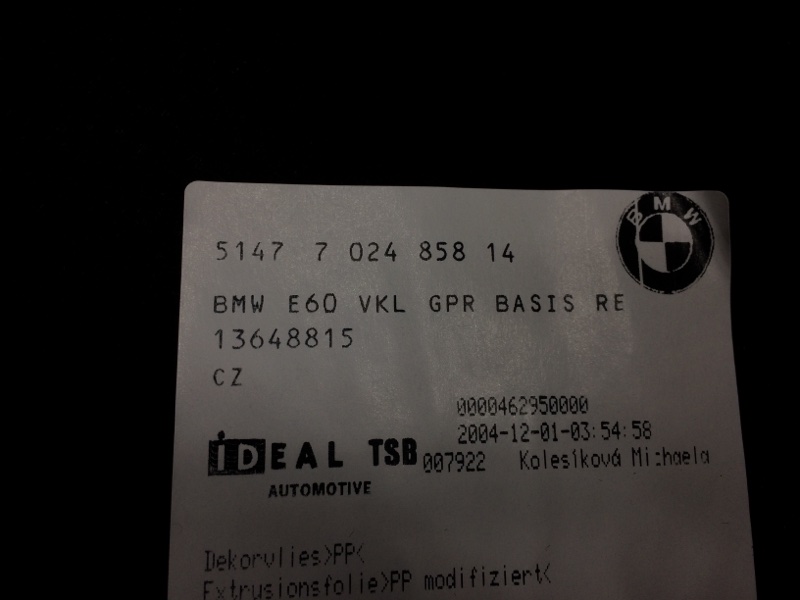 BMW
5147 7 024 858 14
BMW E60 VKL GPR BASIS RE
13648815
CZ
0000462950000
2004-12-01-03:54:58
IDEAL TSB 007922 Kolesíková Michaela
AUTOMOTIVE
Dekorvlies>PP<
Extrusionsfolie>PP modifiziert<